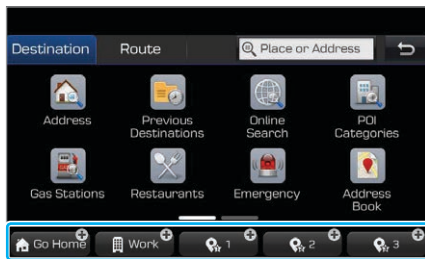 Destination Route Place or Address
Address Previous Destinations Online Search POI Categories
Gas Stations Restaurants Emergency Address Book
Go Home Work 1 2 3